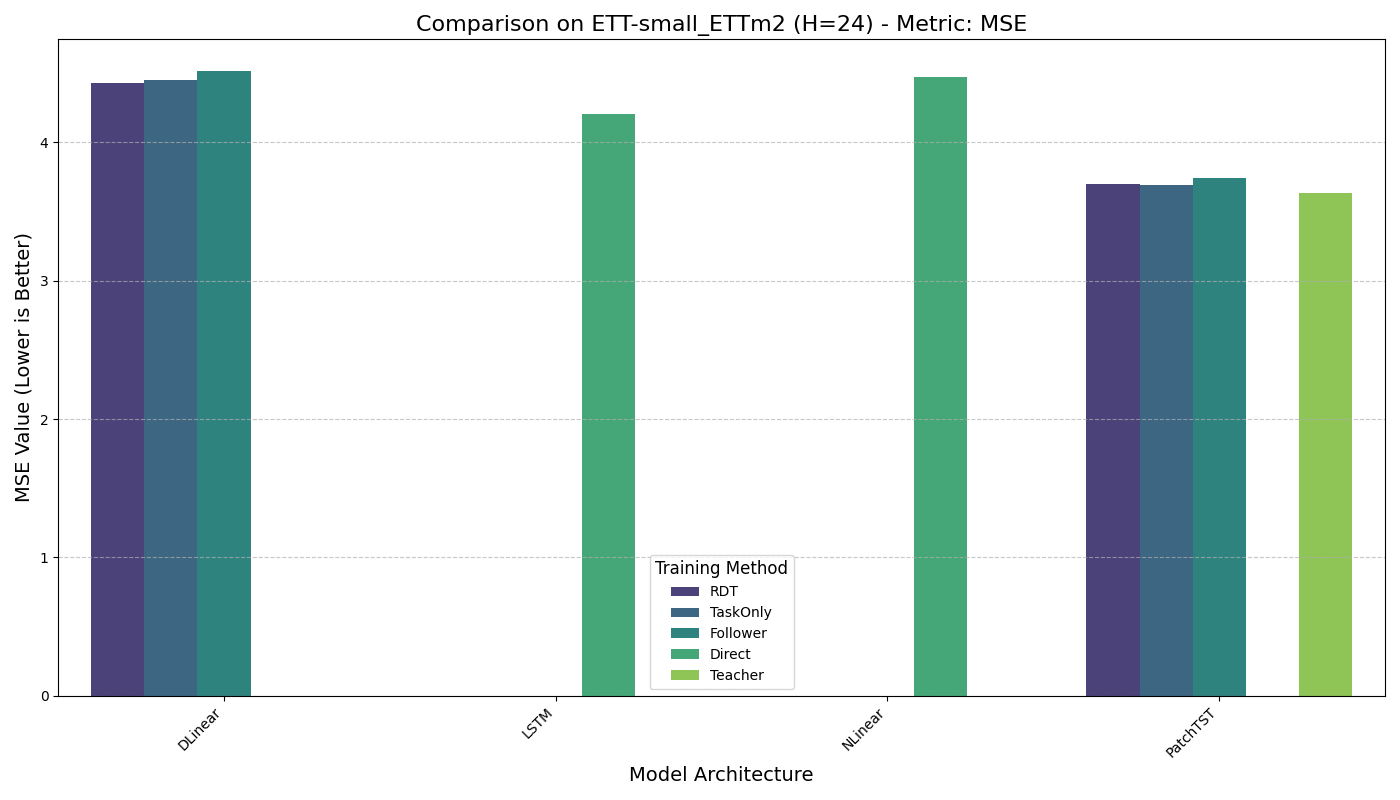 Comparison on ETT-small_ETTm2 (H=24) - Metric: MSE
MSE Value (Lower is Better)
4
3
2
1
0
Training Method
RDT
TaskOnly
Follower
Direct
Teacher
DLinear
LSTM
NLinear
PatchTST
Model Architecture